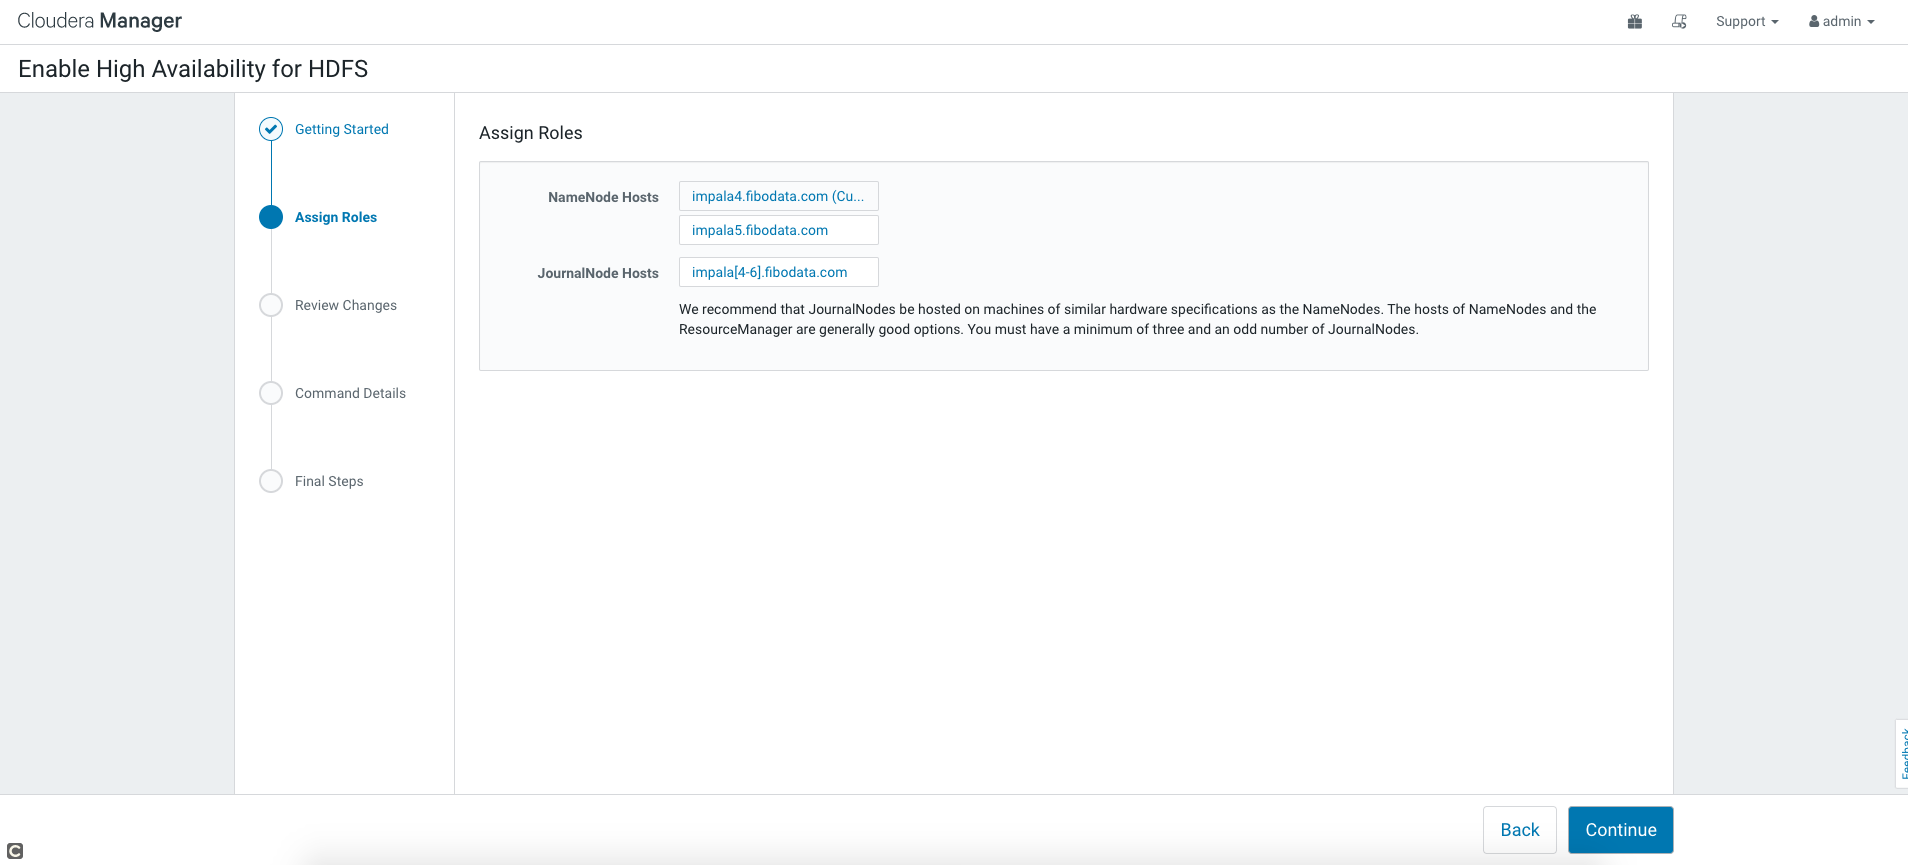 Cloudera Manager
Support
admin
Enable High Availability for HDFS
Getting Started
Assign Roles
Review Changes
Command Details
Final Steps
Assign Roles
NameNode Hosts
impala4.fibodata.com (Cu...
impala5.fibodata.com
JournalNode Hosts
impala[4-6].fibodata.com
We recommend that JournalNodes be hosted on machines of similar hardware specifications as the NameNodes. The hosts of NameNodes and the
ResourceManager are generally good options. You must have a minimum of three and an odd number of JournalNodes.
Feedback
Back
Continue